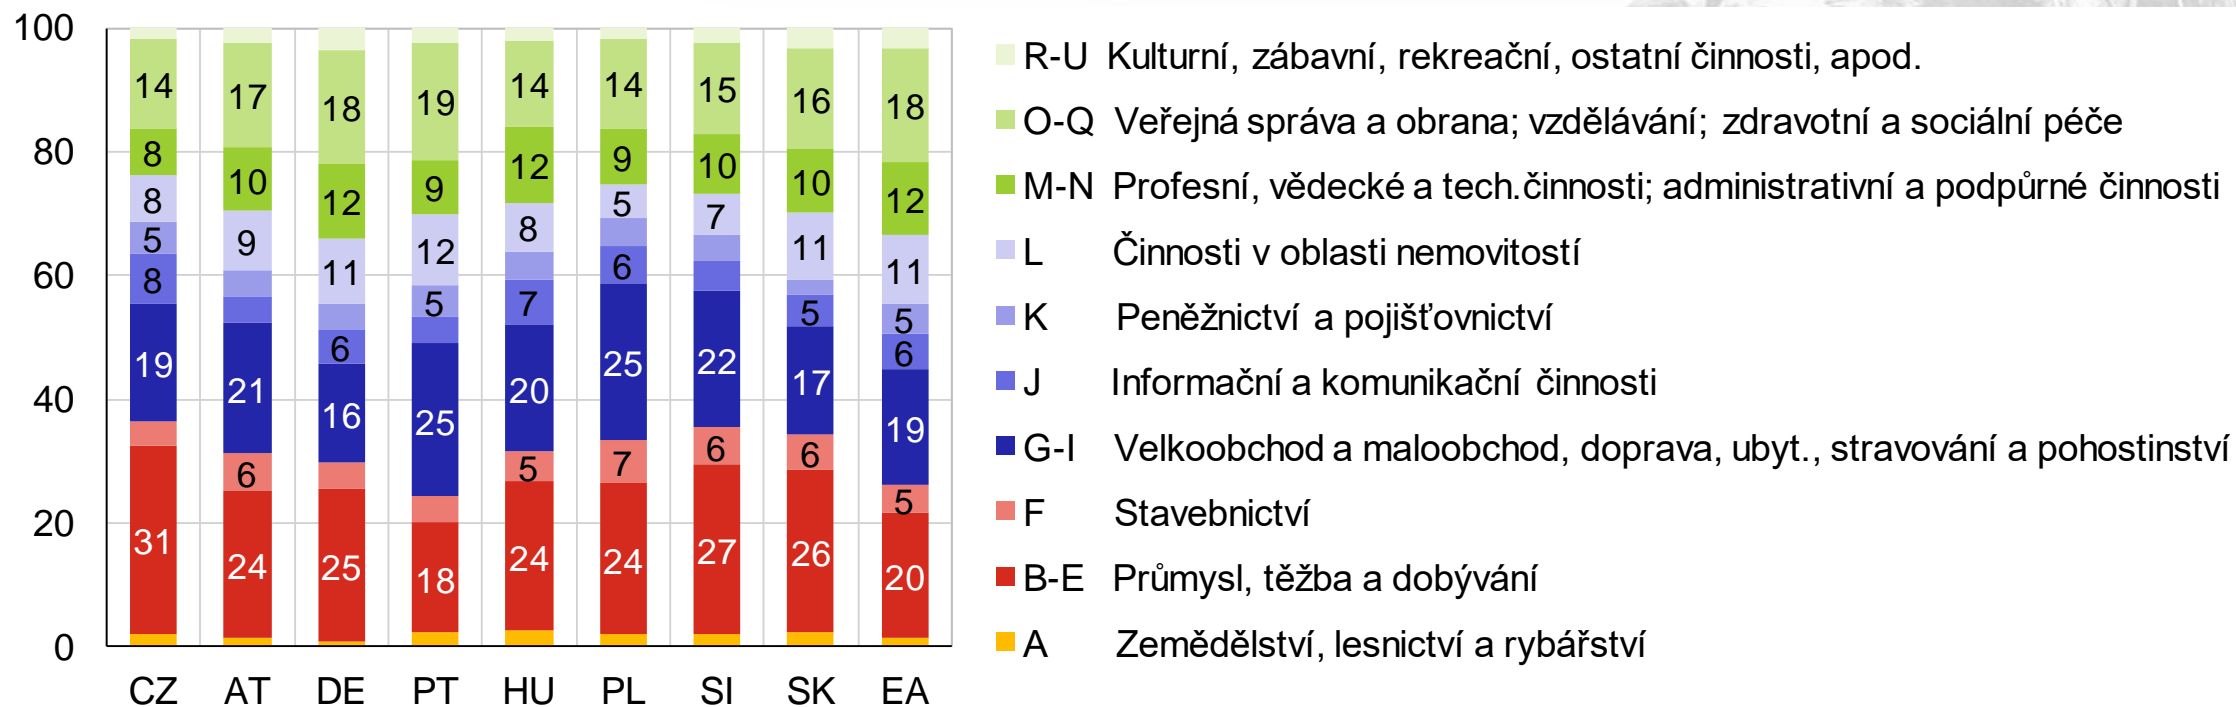 100
80
60
40
20
0
14 17 18 19 14 14 15 16 18
8 10 12 9 12 9 10 10 12
8 9 11 12 8 5 7 11 11
5 5 5
8 6 7 6 5 6
19 21 16 25 20 25 22 17 19
6 5 7 6 6 5
31 24 25 18 24 24 27 26 20
CZ AT DE PT HU PL SI SK EA
R-U Kulturní, zábavní, rekreační, ostatní činnosti, apod.
O-Q Veřejná správa a obrana; vzdělávání; zdravotní a sociální péče
M-N Profesní, vědecké a tech.činnosti; administrativní a podpůrné činnosti
L Činnosti v oblasti nemovitostí
K Peněžnictví a pojišťovnictví
J Informační a komunikační činnosti
G-I Velkoobchod a maloobchod, doprava, ubyt., stravování a pohostinství
F Stavebnictví
B-E Průmysl, těžba a dobývání
A Zemědělství, lesnictví a rybářství